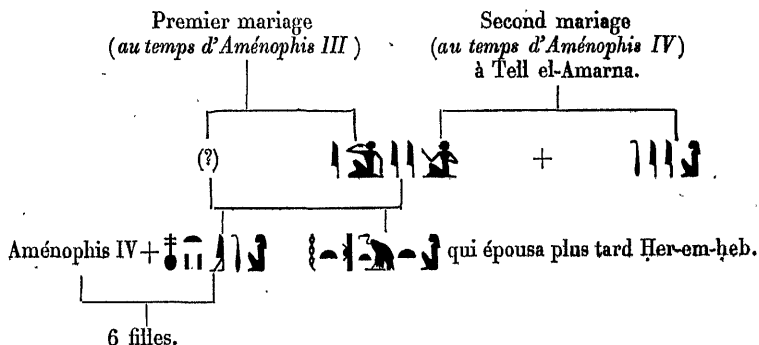 Premier mariage Second mariage
(au temps d'Aménophis III) (au temps d'Aménophis IV)
à Tell el-Amarna.
(?) +
Aménophis IV + qui épousa plus tard Ḥer-em-ḥeb.
6 filles.